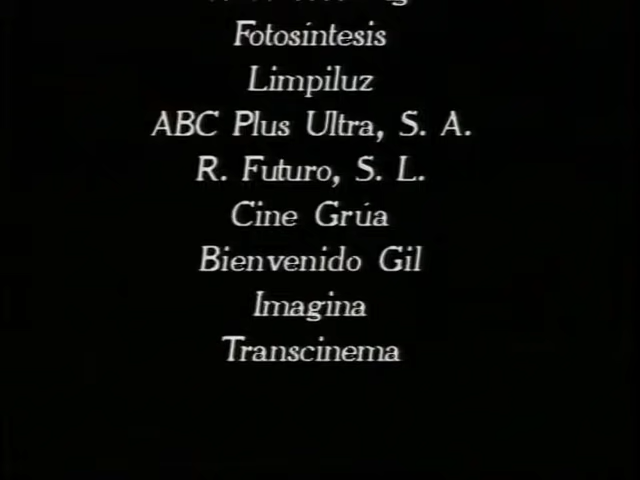 Fotosíntesis
Limpiluz
ABC Plus Ultra, S. A.
R. Futuro, S. L.
Cine Grúa
Bienvenido Gil
Imagina
Transcinema